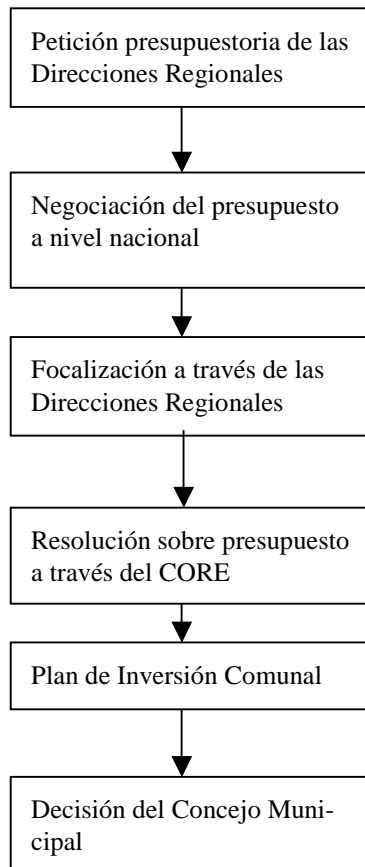 Petición presupuestoria de las
Direcciones Regionales
Negociación del presupuesto
a nivel nacional
Focalización a través de las
Direcciones Regionales
Resolución sobre presupuesto
a través del CORE
Plan de Inversión Comunal
Decisión del Concejo Muni-
cipal